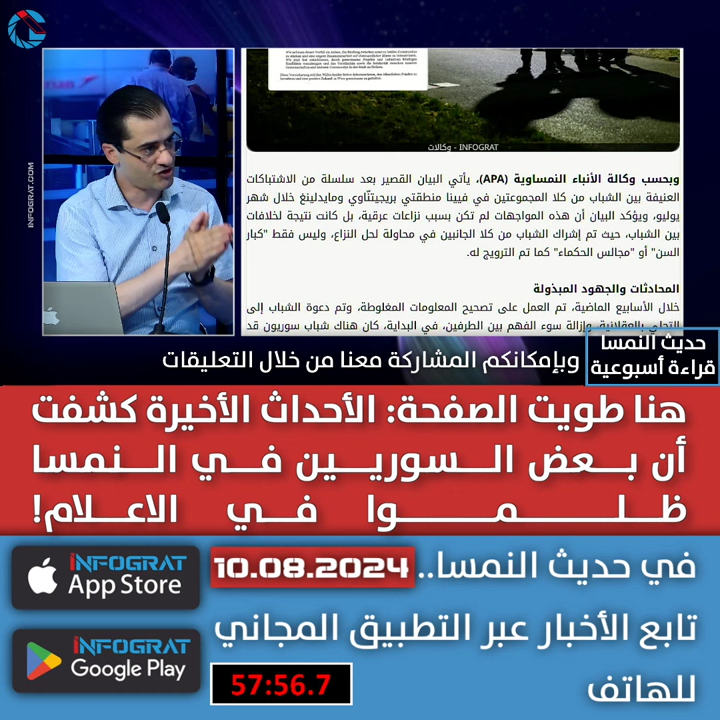 INFOGRAT.COM
INFOGRAT - وكالات
وبحسب وكالة الأنباء النمساوية (APA)، يأتي البيان القصير بعد سلسلة من الاشتباكات
العنيفة بين الشباب من كلا المجموعتين في فيينا منطقتي بريجيتناوي ومايدلينغ خلال شهر
يوليو، ويؤكد البيان أن هذه المواجهات لم تكن بسبب نزاعات عرقية، بل كانت نتيجة لخلافات
بين الشباب، حيث تم إشراك الشباب من كلا الجانبين في محاولة لحل النزاع، وليس فقط "كبار
السن" أو "مجالس الحكماء" كما تم الترويج له.
المحادثات والجهود المبذولة
خلال الأسابيع الماضية، تم العمل على تصحيح المعلومات المغلوطة، وتم دعوة الشباب إلى
التحلي بالعقلانية وإزالة سوء الفهم بين الطرفين، في البداية، كان هناك شباب سوريون قد
حديث النمسا
قراءة أسبوعية
وبإمكانكم المشاركة معنا من خلال التعليقات
هنا طويت الصفحة: الأحداث الأخيرة كشفت
أن بعض السوريين في النمسا
ظلموا في الاعلام!
في حديث النمسا.. 10.08.2024
تابع الأخبار عبر التطبيق المجاني
للهاتف
57:56.7
INFOGRAT
App Store
INFOGRAT
Google Play